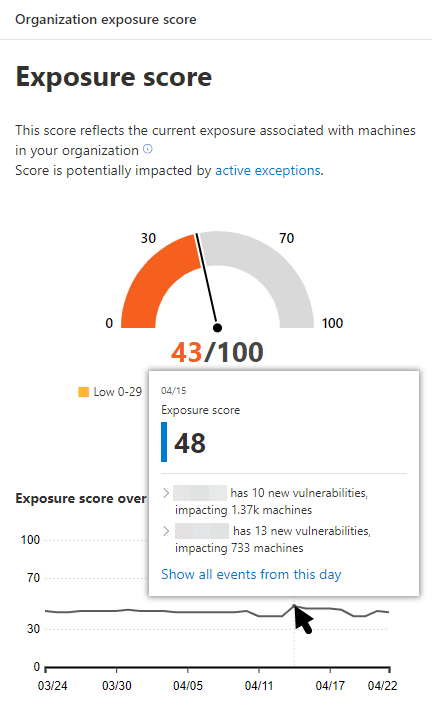 Organization exposure score
Exposure score
This score reflects the current exposure associated with machines
in your organization
Score is potentially impacted by active exceptions.
30
70
0
100
43/100
Low 0-29
04/15
Exposure score
48
has 10 new vulnerabilities,
impacting 1.37k machines
has 13 new vulnerabilities,
impacting 733 machines
Show all events from this day
Exposure score over
100
70
30
0
03/24 03/30 04/05 04/11 04/17 04/22